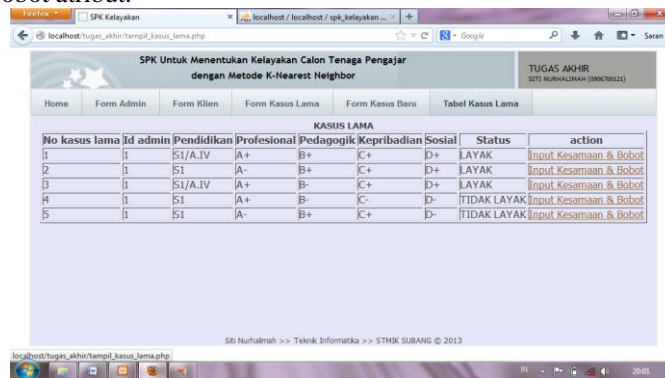 obot atribut.
Firefox
SPK Kelayakan
localhost / localhost / spk_kelayakan ...
localhost/tugas_akhir/tampil_kasus_lama.php
Google
Saran
SPK Untuk Menentukan Kelayakan Calon Tenaga Pengajar
dengan Metode K-Nearest Neighbor
TUGAS AKHIR
SITI NURHALIMAH
Home Form Admin Form Klien Form Kasus Lama Form Kasus Baru Tabel Kasus Lama
KASUS LAMA
No kasus lama Id admin Pendidikan Profesional Pedagogik Kepribadian Sosial Status action
1 1 S1/A.IV A+ B+ C+ D+ LAYAK Input Kesamaan & Bobot
2 1 S1 A- B+ C+ D+ LAYAK Input Kesamaan & Bobot
3 1 S1/A.IV A+ B- C+ D+ LAYAK Input Kesamaan & Bobot
4 1 S1 A+ B- C- D- TIDAK LAYAK Input Kesamaan & Bobot
5 1 S1 A- B+ C+ D- TIDAK LAYAK Input Kesamaan & Bobot
Siti Nurhalimah >> Teknik Informatika >> STMIK SUBANG © 2013
localhost/tugas_akhir/tampil_kasus_lama.php
IN
20:01